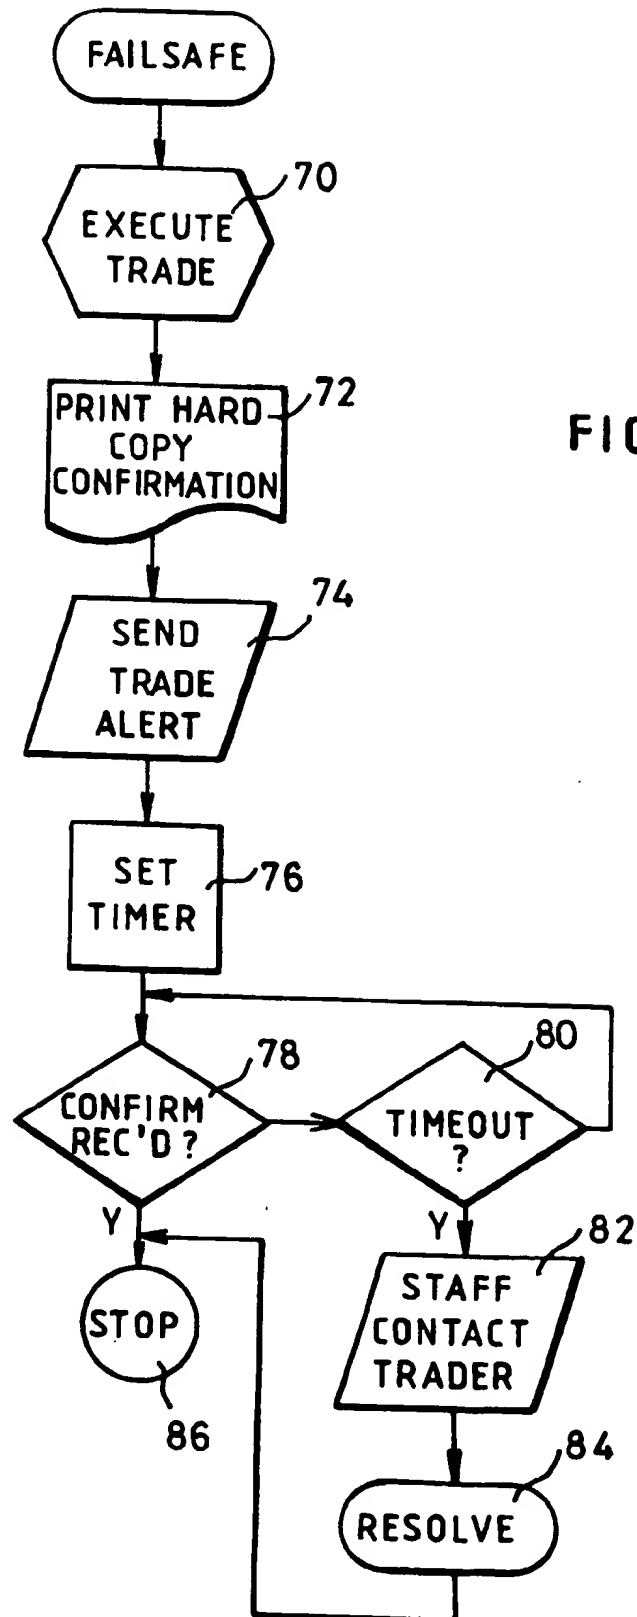 FAILSAFE
70
EXECUTE
TRADE
72
PRINT HARD
COPY
CONFIRMATION
FIG
74
SEND
TRADE
ALERT
76
SET
TIMER
78
CONFIRM
REC'D ?
80
TIMEOUT
?
Y
Y
STOP
86
82
STAFF
CONTACT
TRADER
84
RESOLVE